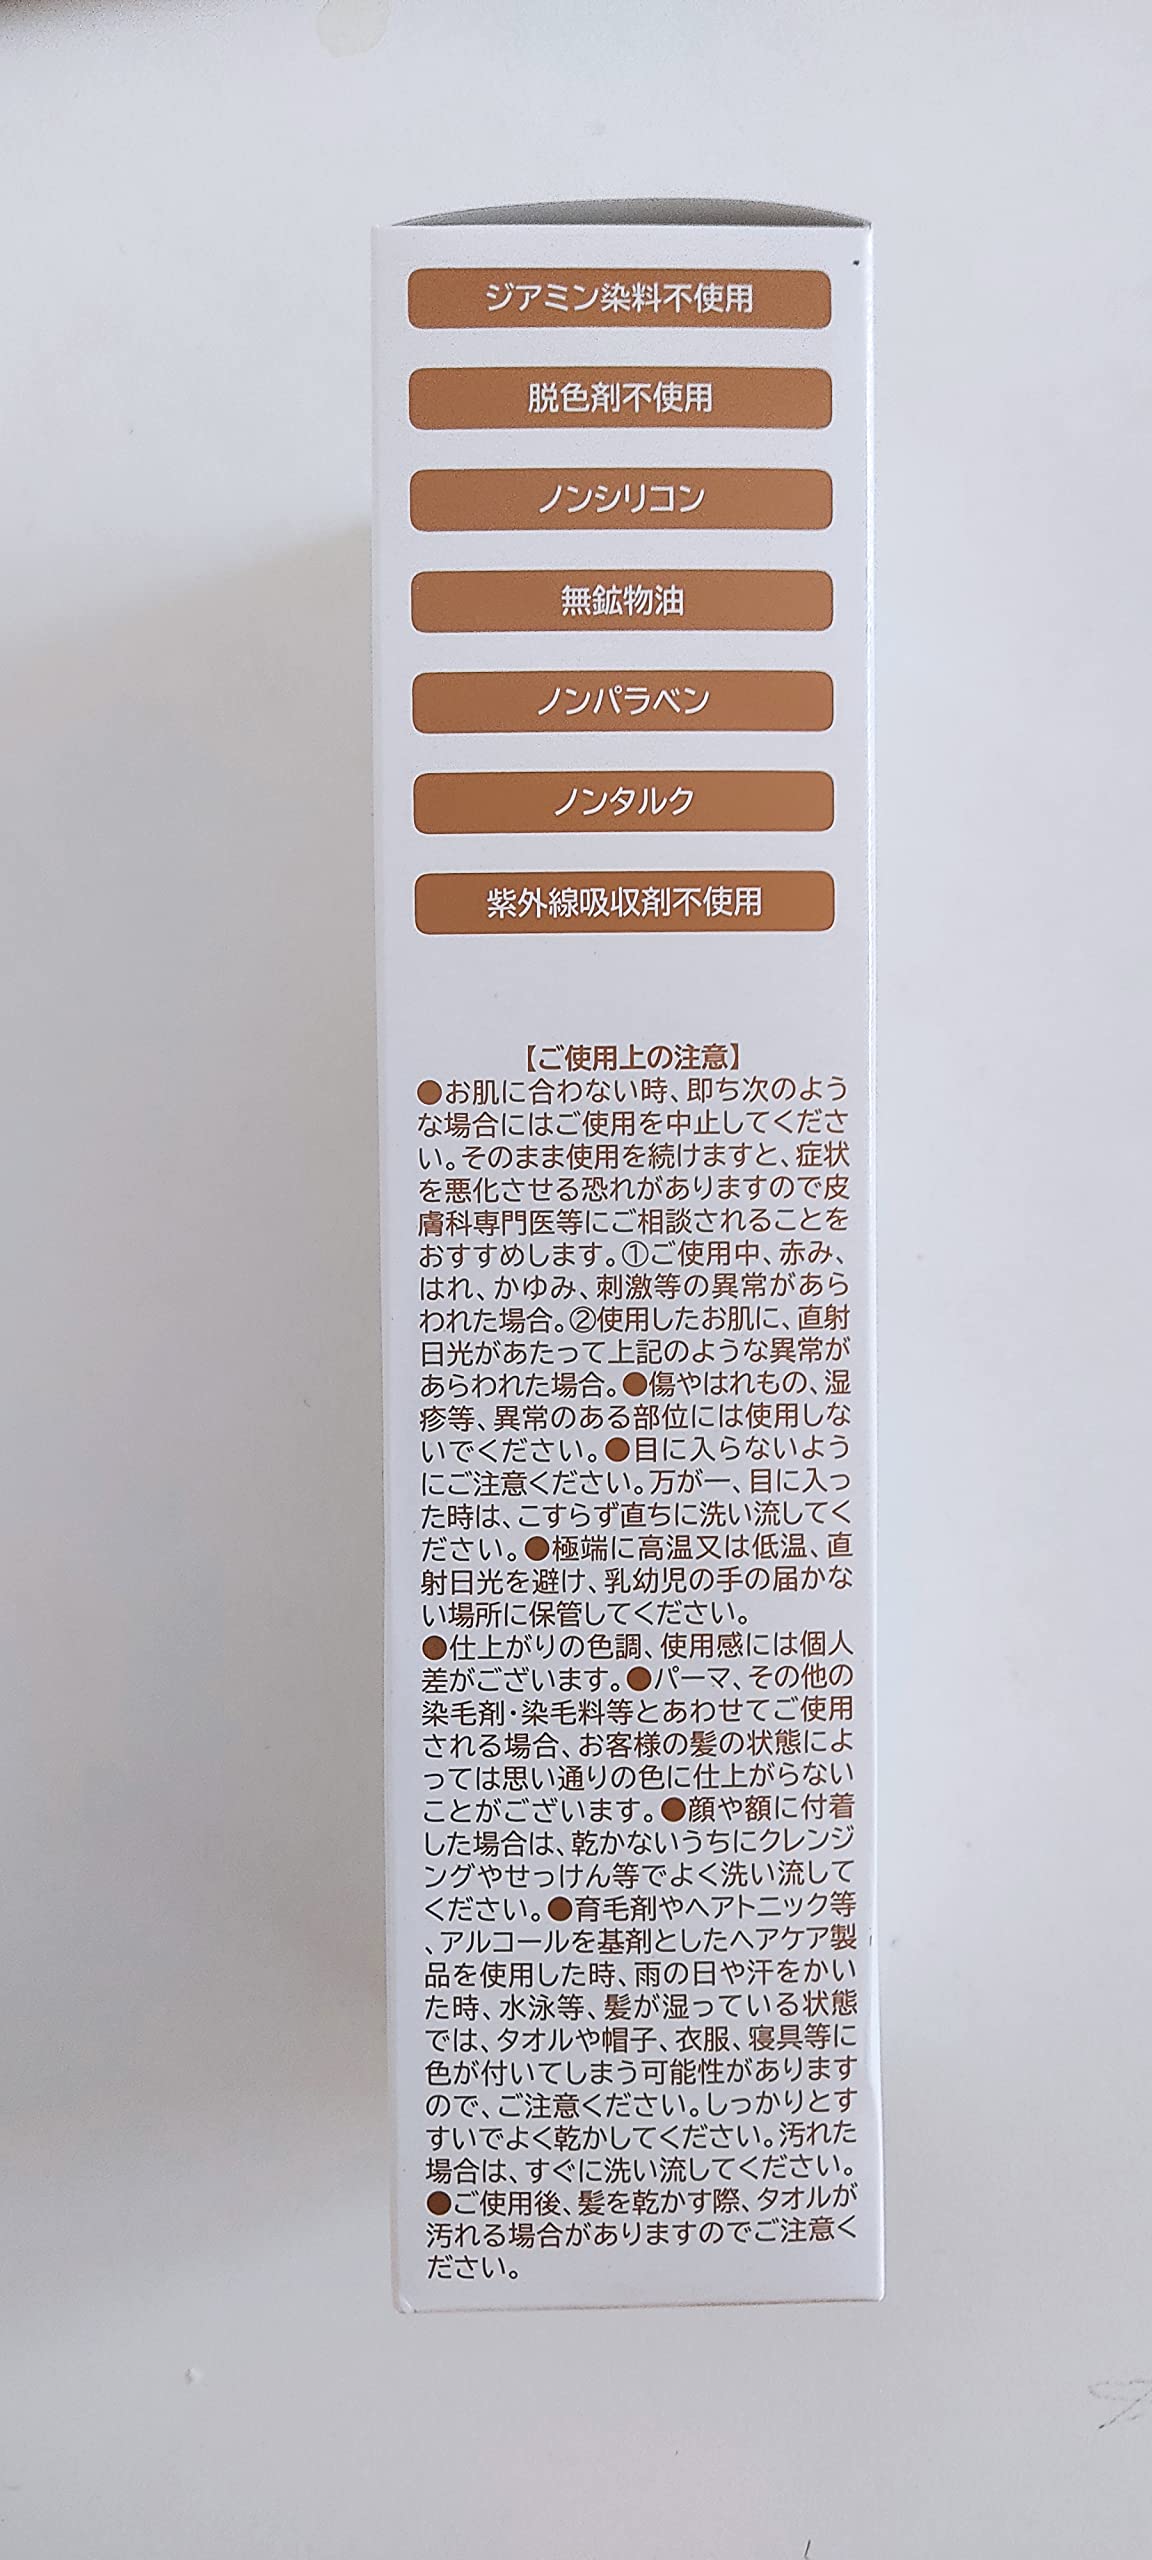 ジアミン染料不使用
脱色剤不使用
ノンシリコン
無鉱物油
ノンパラベン
ノンタルク
紫外線吸収剤不使用
【ご使用上の注意】
●お肌に合わない時、即ち次のよう
な場合にはご使用を中止してくださ
い。そのまま使用を続けますと、症状
を悪化させる恐れがありますので皮
膚科専門医等にご相談されることを
おすすめします。①ご使用中、赤み、
はれ、かゆみ、刺激等の異常があら
われた場合。②使用したお肌に、直射
日光があたって上記のような異常が
あらわれた場合。●傷やはれもの、湿
疹等、異常のある部位には使用しな
いでください。●目に入らないよう
にご注意ください。万が一、目に入っ
た時は、こすらず直ちに洗い流してく
ださい。●極端に高温又は低温、直
射日光を避け、乳幼児の手の届かな
い場所に保管してください。
●仕上がりの色調、使用感には個人
差がございます。●パーマ、その他の
染毛剤・染毛料等とあわせてご使用
される場合、お客様の髪の状態によ
っては思い通りの色に仕上がらない
ことがございます。●顔や額に付着
した場合は、乾かないうちにクレンジ
ングやせっけん等でよく洗い流して
ください。●育毛剤やヘアトニック等
、アルコールを基剤としたヘアケア製
品を使用した時、雨の日や汗をかい
た時、水泳等、髪が湿っている状態
では、タオルや帽子、衣服、寝具等に
色が付いてしまう可能性があります
ので、ご注意ください。しっかりとす
すいでよく乾かしてください。汚れた
場合は、すぐに洗い流してください。
●ご使用後、髪を乾かす際、タオルが
汚れる場合がありますのでご注意く
ださい。